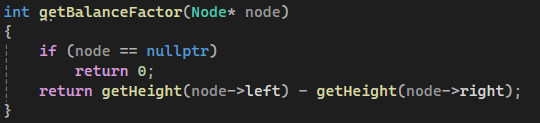 int getBalanceFactor(Node* node)
{
    if (node == nullptr)
        return 0;
    return getHeight(node->left) - getHeight(node->right);
}